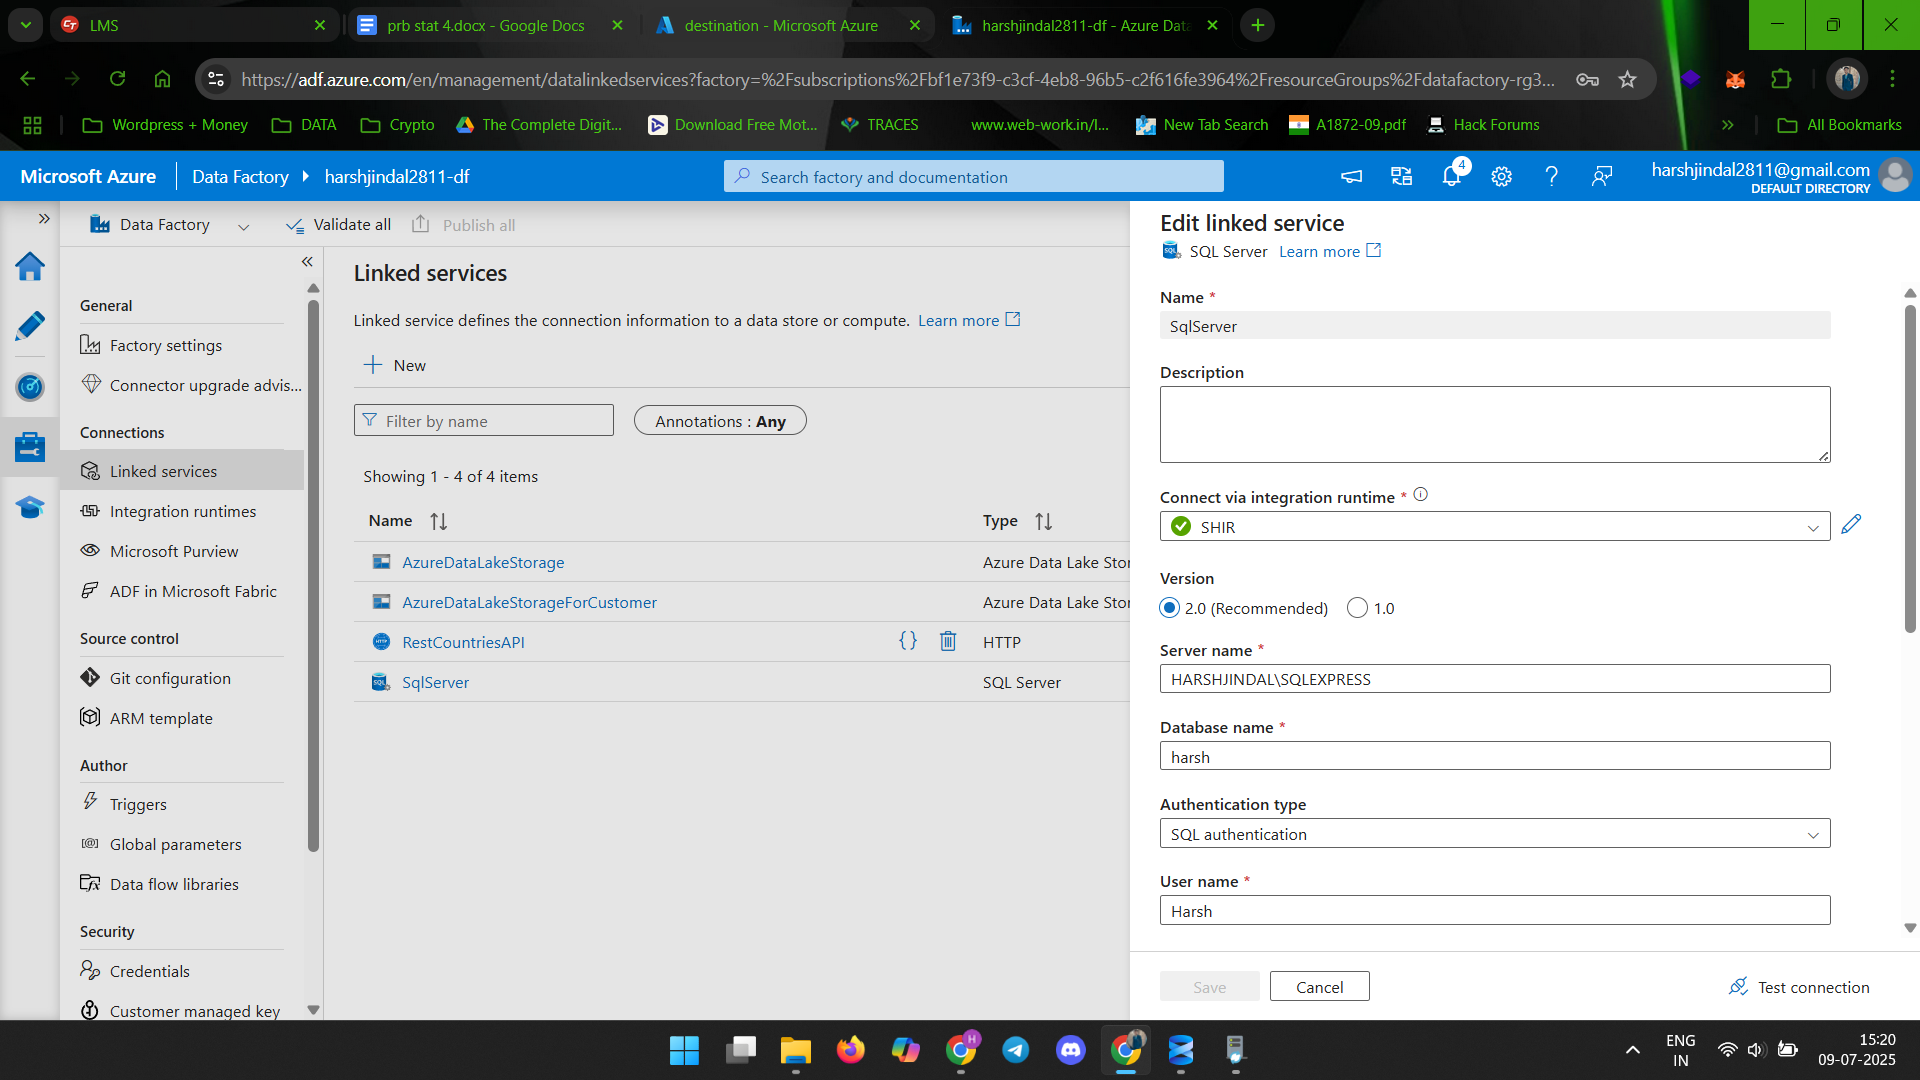 LMS
prb stat 4.docx - Google Docs
destination - Microsoft Azure
harshjindal2811-df - Azure Data
https://adf.azure.com/en/management/datalinkedservices?factory=%2Fsubscriptions%2Fbf1e73f9-c3cf-4eb8-96b5-c2f616fe3964%2FresourceGroups%2Fdatafactory-rg3...
Wordpress + Money
DATA
Crypto
The Complete Digit...
Download Free Mot...
TRACES
www.web-work.in/l...
New Tab Search
A1872-09.pdf
Hack Forums
All Bookmarks
Microsoft Azure
Data Factory
harshjindal2811-df
Search factory and documentation
4
harshjindal2811@gmail.com
DEFAULT DIRECTORY
Data Factory
Validate all
Publish all
General
Factory settings
Connector upgrade advis...
Connections
Linked services
Integration runtimes
Microsoft Purview
ADF in Microsoft Fabric
Source control
Git configuration
ARM template
Author
Triggers
Global parameters
Data flow libraries
Security
Credentials
Customer managed key
Linked services
Linked service defines the connection information to a data store or compute. Learn more
New
Filter by name
Annotations : Any
Showing 1 - 4 of 4 items
Name
Type
AzureDataLakeStorage
Azure Data Lake Stor
AzureDataLakeStorageForCustomer
Azure Data Lake Stor
RestCountriesAPI
HTTP
SqlServer
SQL Server
Edit linked service
SQL Server Learn more
Name *
SqlServer
Description
Connect via integration runtime *
SHIR
Version
2.0 (Recommended)
1.0
Server name *
HARSHJINDAL\SQLEXPRESS
Database name *
harsh
Authentication type
SQL authentication
User name *
Harsh
Save
Cancel
Test connection
ENG
IN
15:20
09-07-2025